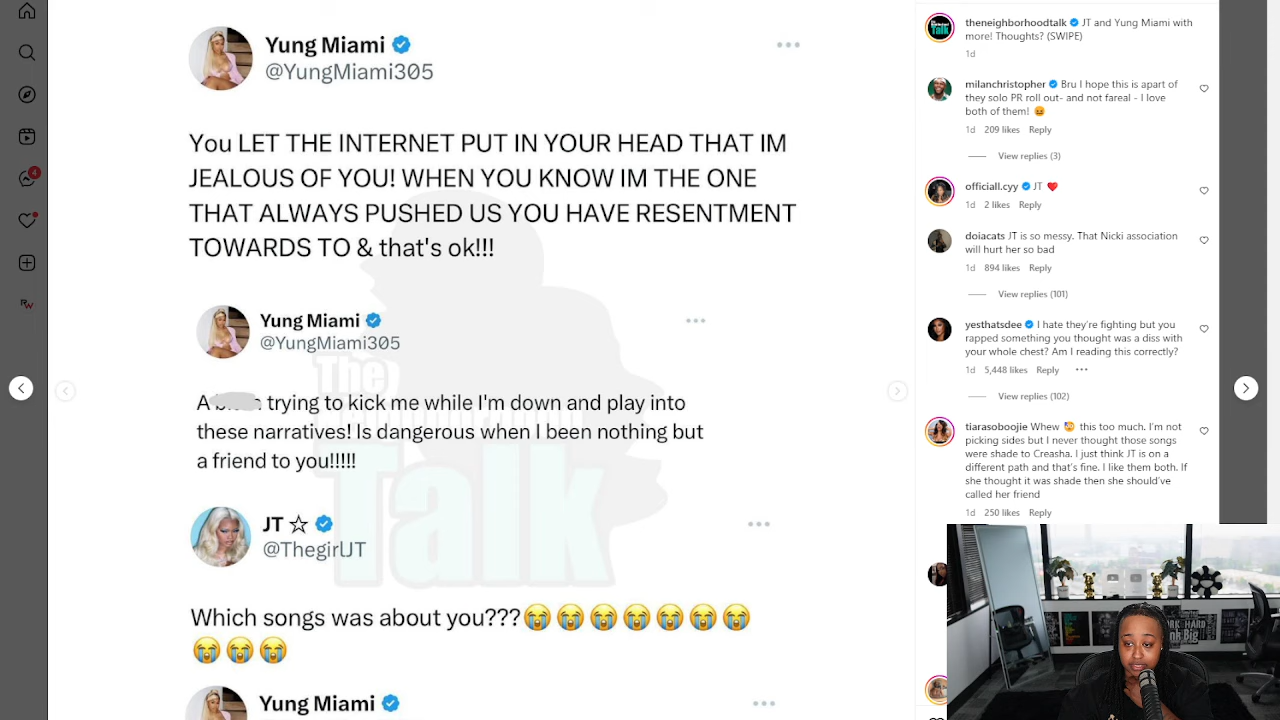 Yung Miami
@YungMiami305
You LET THE INTERNET PUT IN YOUR HEAD THAT IM
JEALOUS OF YOU! WHEN YOU KNOW IM THE ONE
THAT ALWAYS PUSHED US YOU HAVE RESENTMENT
TOWARDS TO & that's ok!!!
Yung Miami
@YungMiami305
A trying to kick me while I'm down and play into
these narratives! Is dangerous when I been nothing but
a friend to you!!!!!
JT ☆
@ThegirlJT
Which songs was about you???😭😭😭😭😭😭😭
😭😭😭
Yung Miami
The
Neighborhood
Talk
theneighborhoodtalk JT and Yung Miami with
more! Thoughts? (SWIPE)
1d
milanchristopher Bru I hope this is apart of
they solo PR roll out- and not fareal - I love
both of them! 😆
1d 209 likes Reply
View replies (3)
officiall.cyy JT ❤️
1d 2 likes Reply
doiacats JT is so messy. That Nicki association
will hurt her so bad
1d 894 likes Reply
View replies (101)
yesthatsdee I hate they're fighting but you
rapped something you thought was a diss with
your whole chest? Am I reading this correctly?
1d 5,448 likes Reply •••
View replies (102)
tiarasoboojie Whew this too much. I'm not
picking sides but I never thought those songs
were shade to Creasha. I just think JT is on a
different path and that's fine. I like them both. If
she thought it was shade then she should've
called her friend
1d 250 likes Reply
4
RW
Talk